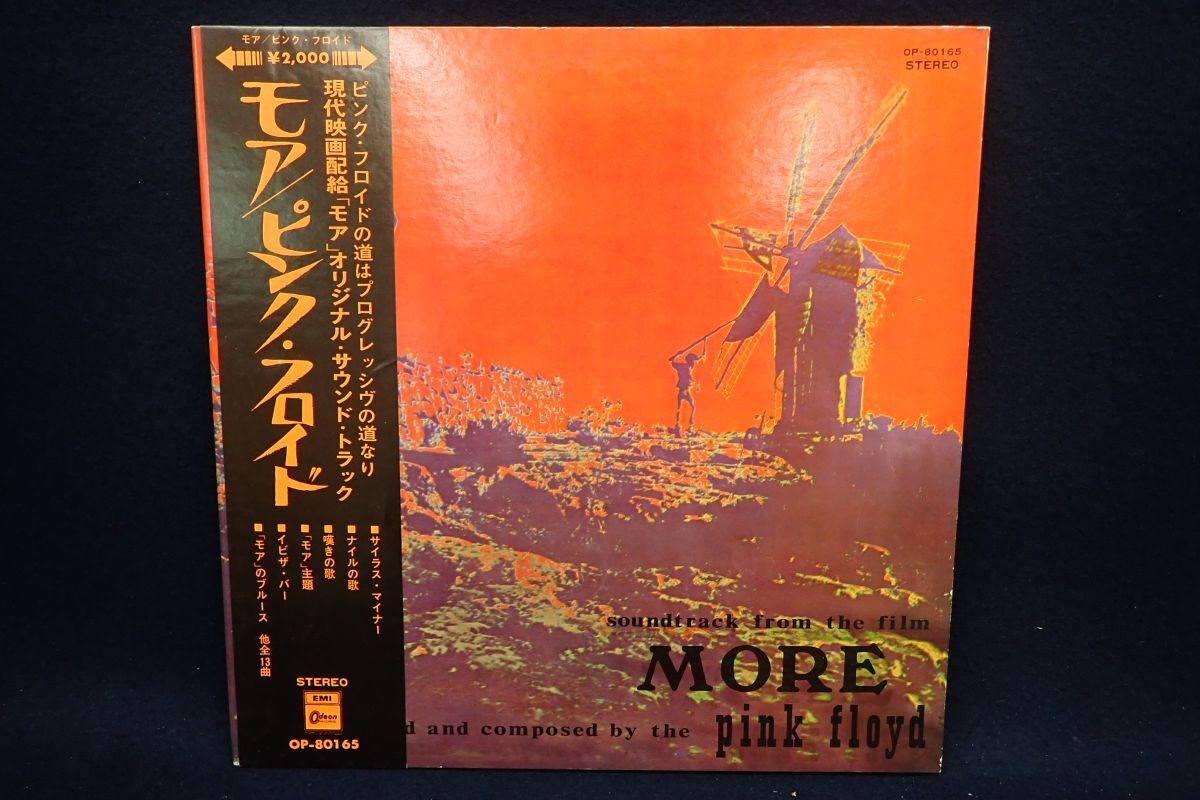 モア/ピンク・フロイド
¥2,000
ピンク・フロイドの道はプログレッシヴの道なり
現代映画配給「モア」オリジナル・サウンド・トラック
モア/ピンク・フロイド
■サイラス・マイナー
■ナイルの歌
■嘆きの歌
■「モア」主題
■イビザ・バー
■「モア」のブルース 他全13曲
STEREO
EMI
Odeon
OP-80165
OP-80165
STEREO
soundtrack from the film
MORE
d and composed by the pink floyd